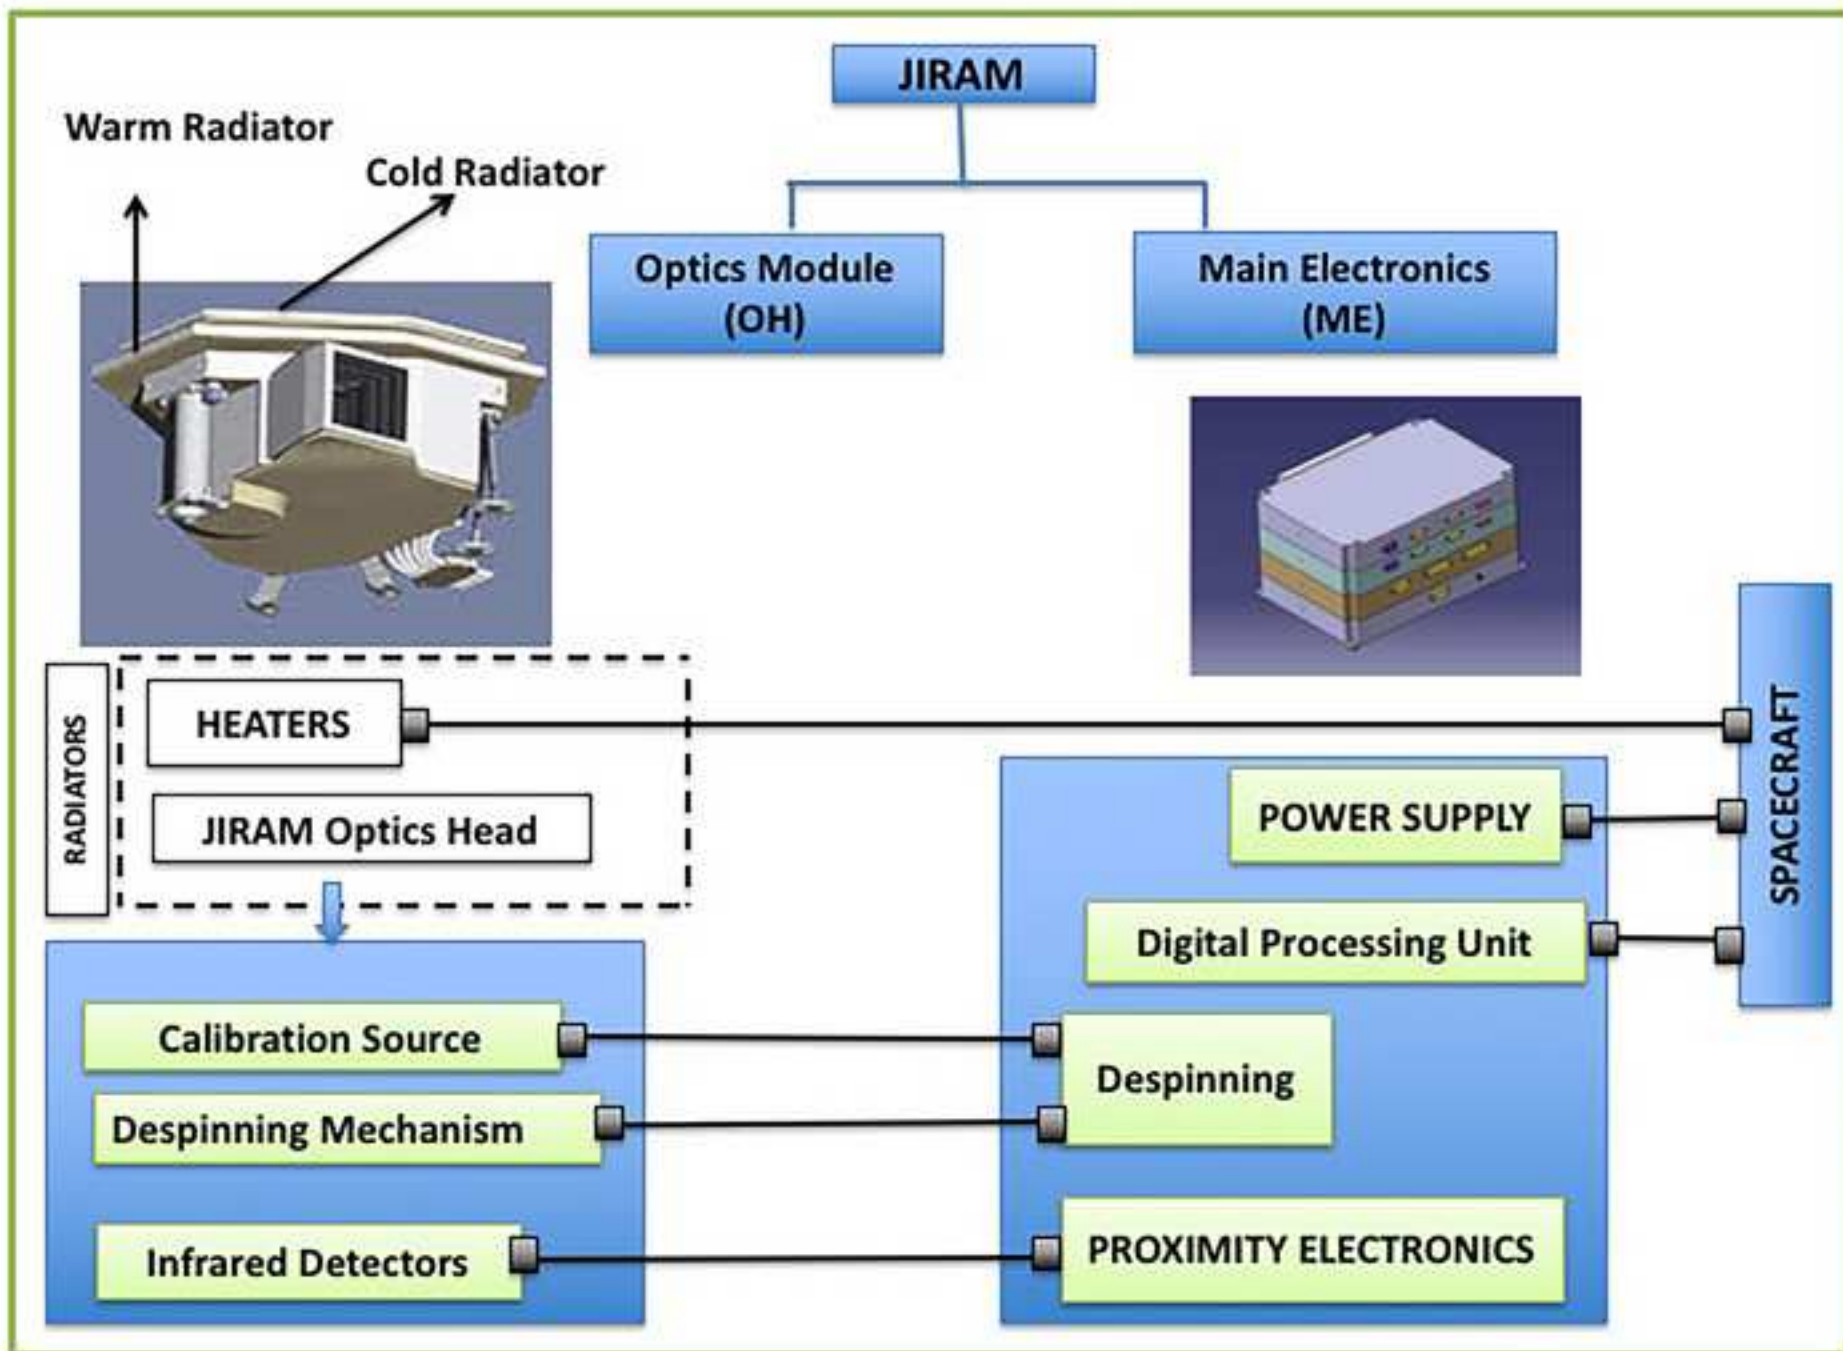 JIRAM
Warm Radiator
Cold Radiator
Optics Module
(OH)
Main Electronics
(ME)
RADIATORS
HEATERS
JIRAM Optics Head
SPACECRAFT
POWER SUPPLY
Digital Processing Unit
Calibration Source
Despinning
Despinning Mechanism
Infrared Detectors
PROXIMITY ELECTRONICS